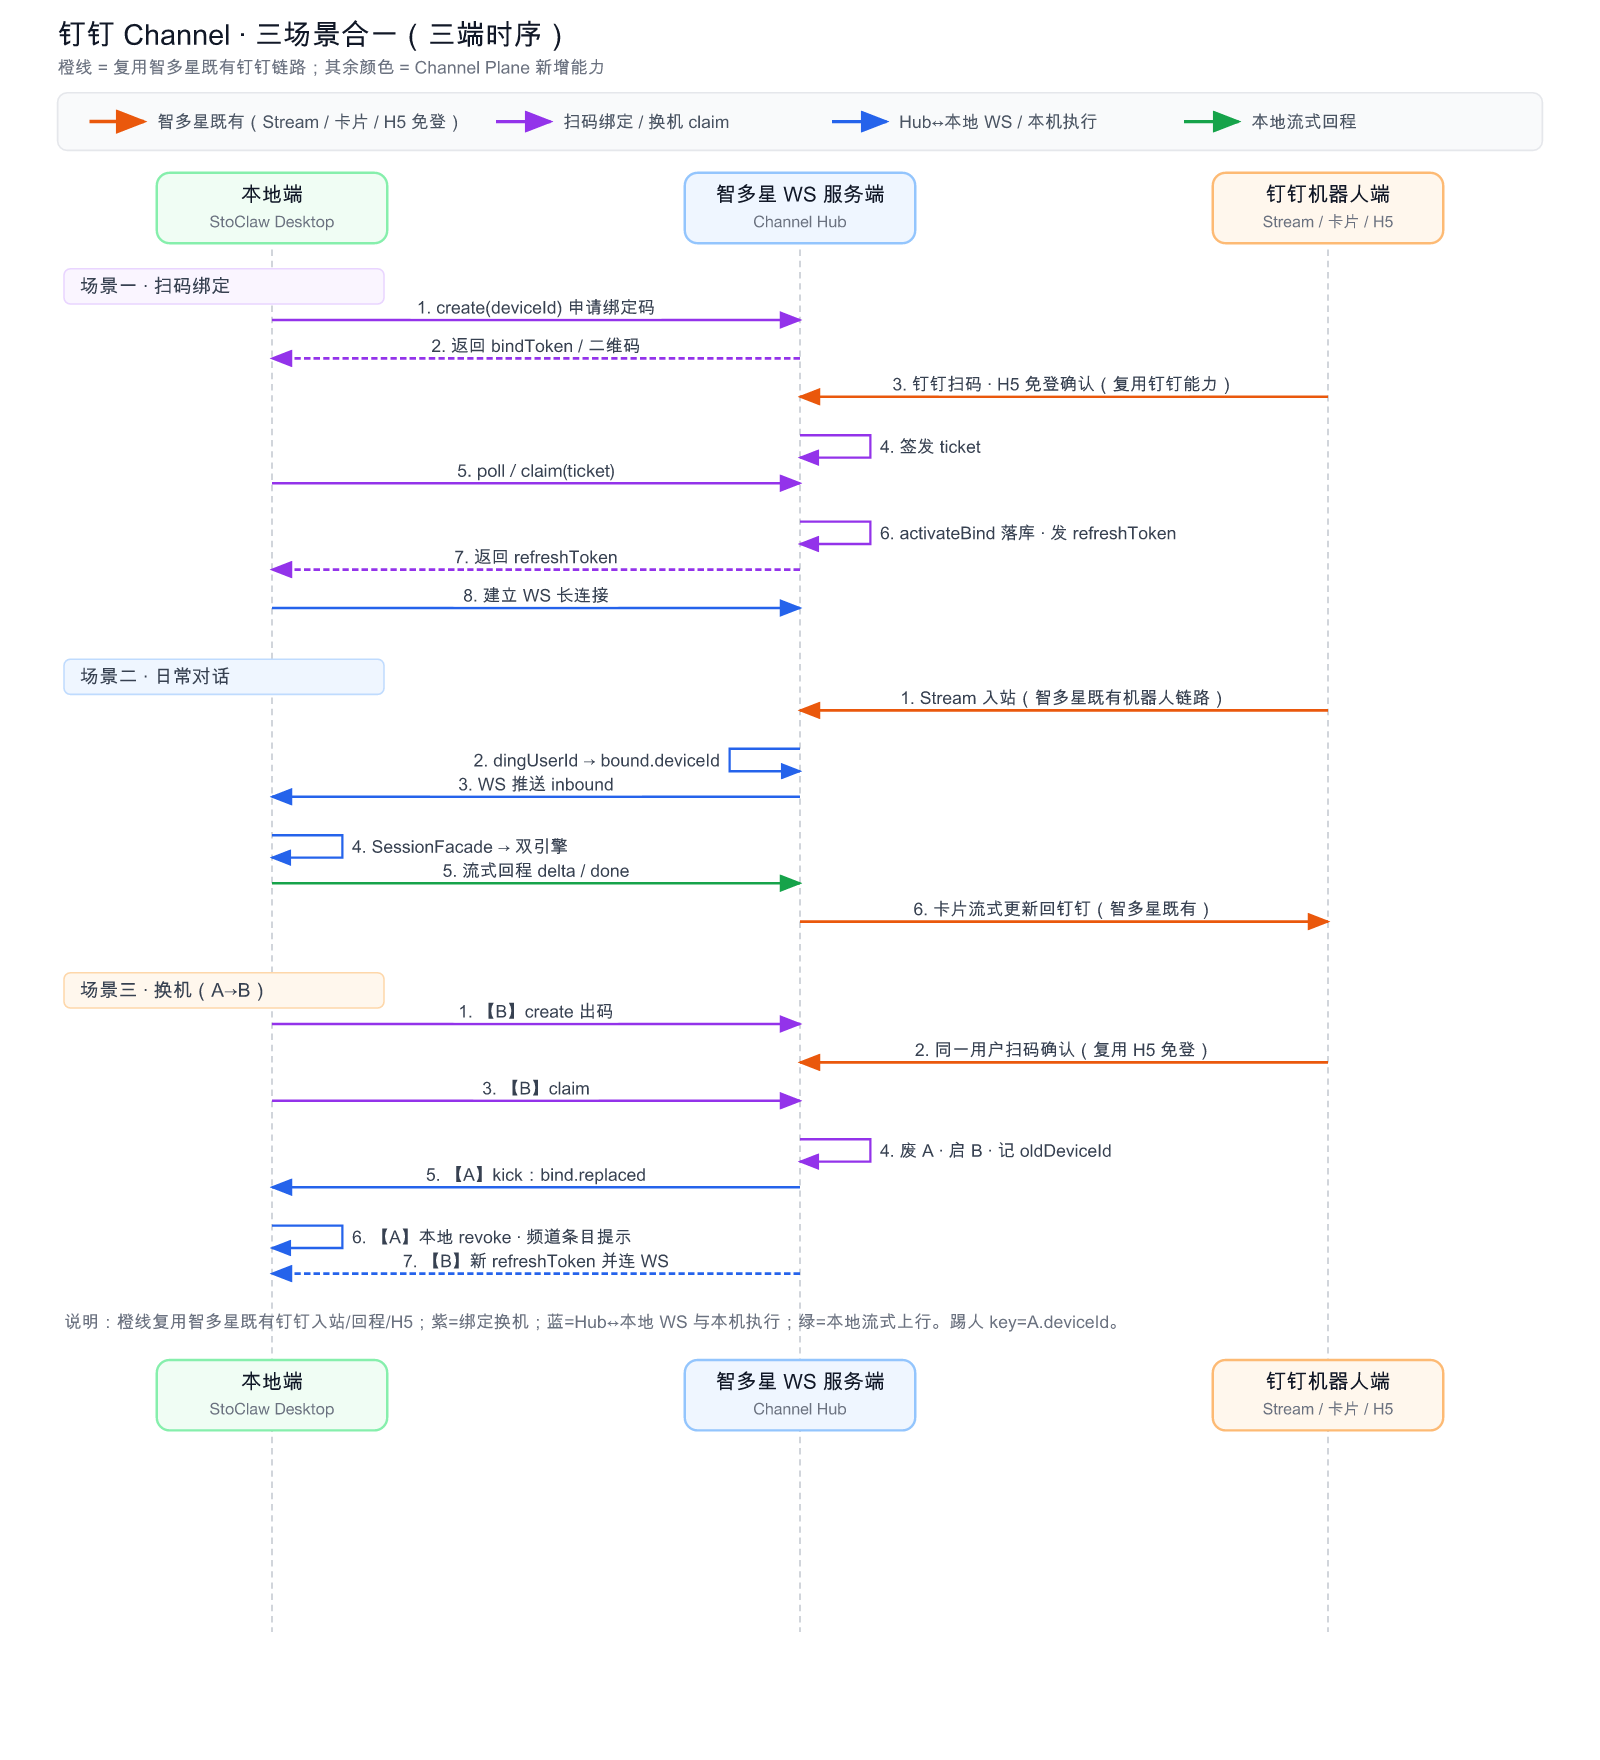 钉钉 Channel · 三场景合一（三端时序）
橙线 = 复用智多星既有钉钉链路；其余颜色 = Channel Plane 新增能力
智多星既有（Stream / 卡片 / H5 免登）
扫码绑定 / 换机 claim
Hub↔本地 WS / 本机执行
本地流式回程
本地端
StoClaw Desktop
智多星 WS 服务端
Channel Hub
钉钉机器人端
Stream / 卡片 / H5
场景一 · 扫码绑定
1. create(deviceId) 申请绑定码
2. 返回 bindToken / 二维码
3. 钉钉扫码 · H5 免登确认（复用钉钉能力）
4. 签发 ticket
5. poll / claim(ticket)
6. activateBind 落库 · 发 refreshToken
7. 返回 refreshToken
8. 建立 WS 长连接
场景二 · 日常对话
1. Stream 入站（智多星既有机器人链路）
2. dingUserId→bound.deviceId
3. WS 推送 inbound
4. SessionFacade→双引擎
5. 流式回程 delta / done
6. 卡片流式更新回钉钉（智多星既有）
场景三 · 换机（A→B）
1. 【B】create 出码
2. 同一用户扫码确认（复用 H5 免登）
3. 【B】claim
4. 废 A · 启 B · 记 oldDeviceId
5. 【A】kick：bind.replaced
6. 【A】本地 revoke · 频道条目提示
7. 【B】新 refreshToken 并连 WS
说明：橙线复用智多星既有钉钉入站/回程/H5；紫=绑定换机；蓝=Hub↔本地 WS 与本机执行；绿=本地流式上行。踢人 key=A.deviceId。
本地端
StoClaw Desktop
智多星 WS 服务端
Channel Hub
钉钉机器人端
Stream / 卡片 / H5